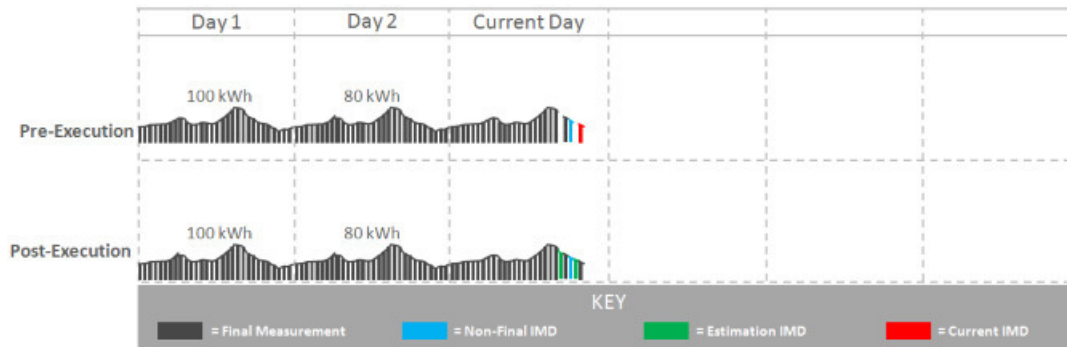 Day 1 Day 2 Current Day
100 kWh 80 kWh
Pre-Execution
100 kWh 80 kWh
Post-Execution
KEY
= Final Measurement = Non-Final IMD = Estimation IMD = Current IMD